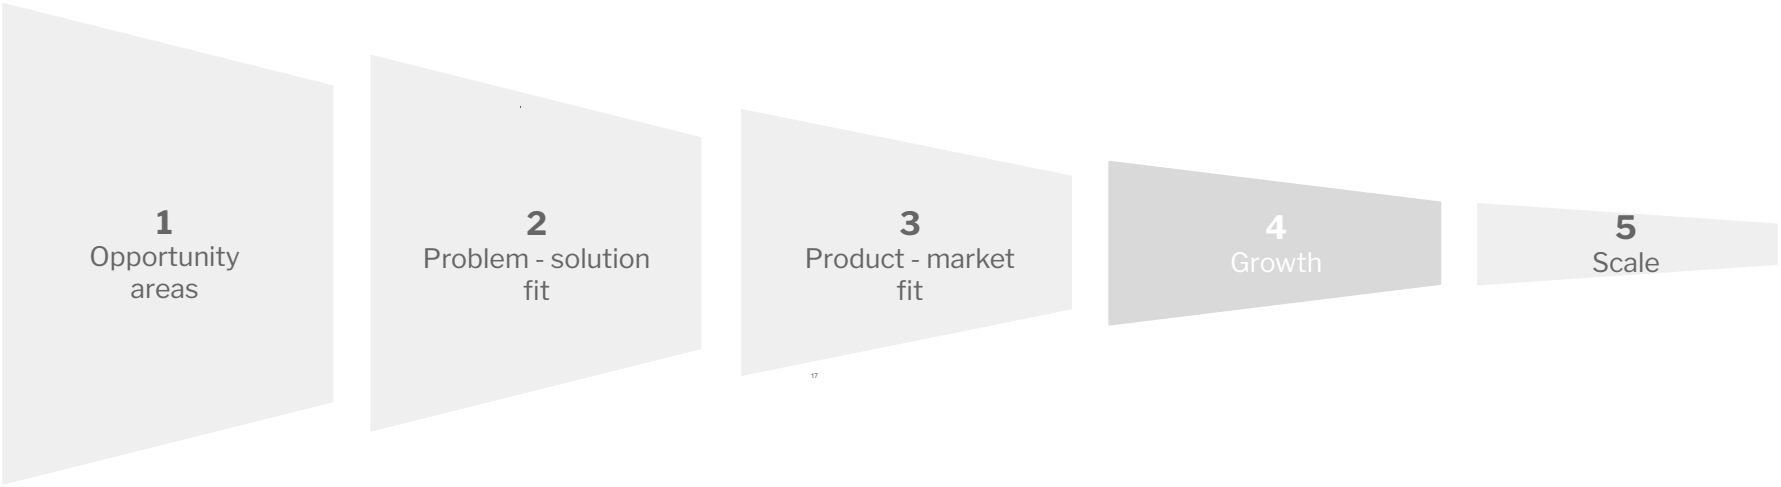 1
Opportunity
areas
2
Problem - solution
fit
3
Product - market
fit
4
Growth
5
Scale
17